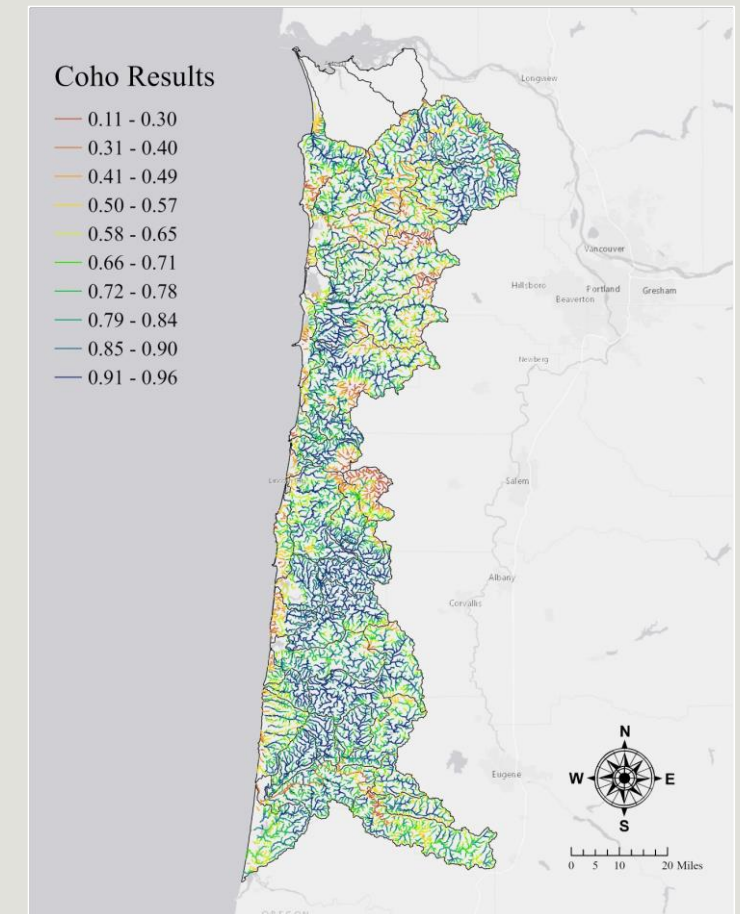 Coho Results
0.11 - 0.30
0.31 - 0.40
0.41 - 0.49
0.50 - 0.57
0.58 - 0.65
0.66 - 0.71
0.72 - 0.78
0.79 - 0.84
0.85 - 0.90
0.91 - 0.96
Longview
Vancouver
Hillsboro
Portland
Gresham
Beaverton
Newberg
Salem
Albany
Corvallis
Eugene
N
W
E
S
0 5 10 20 Miles
OREGON